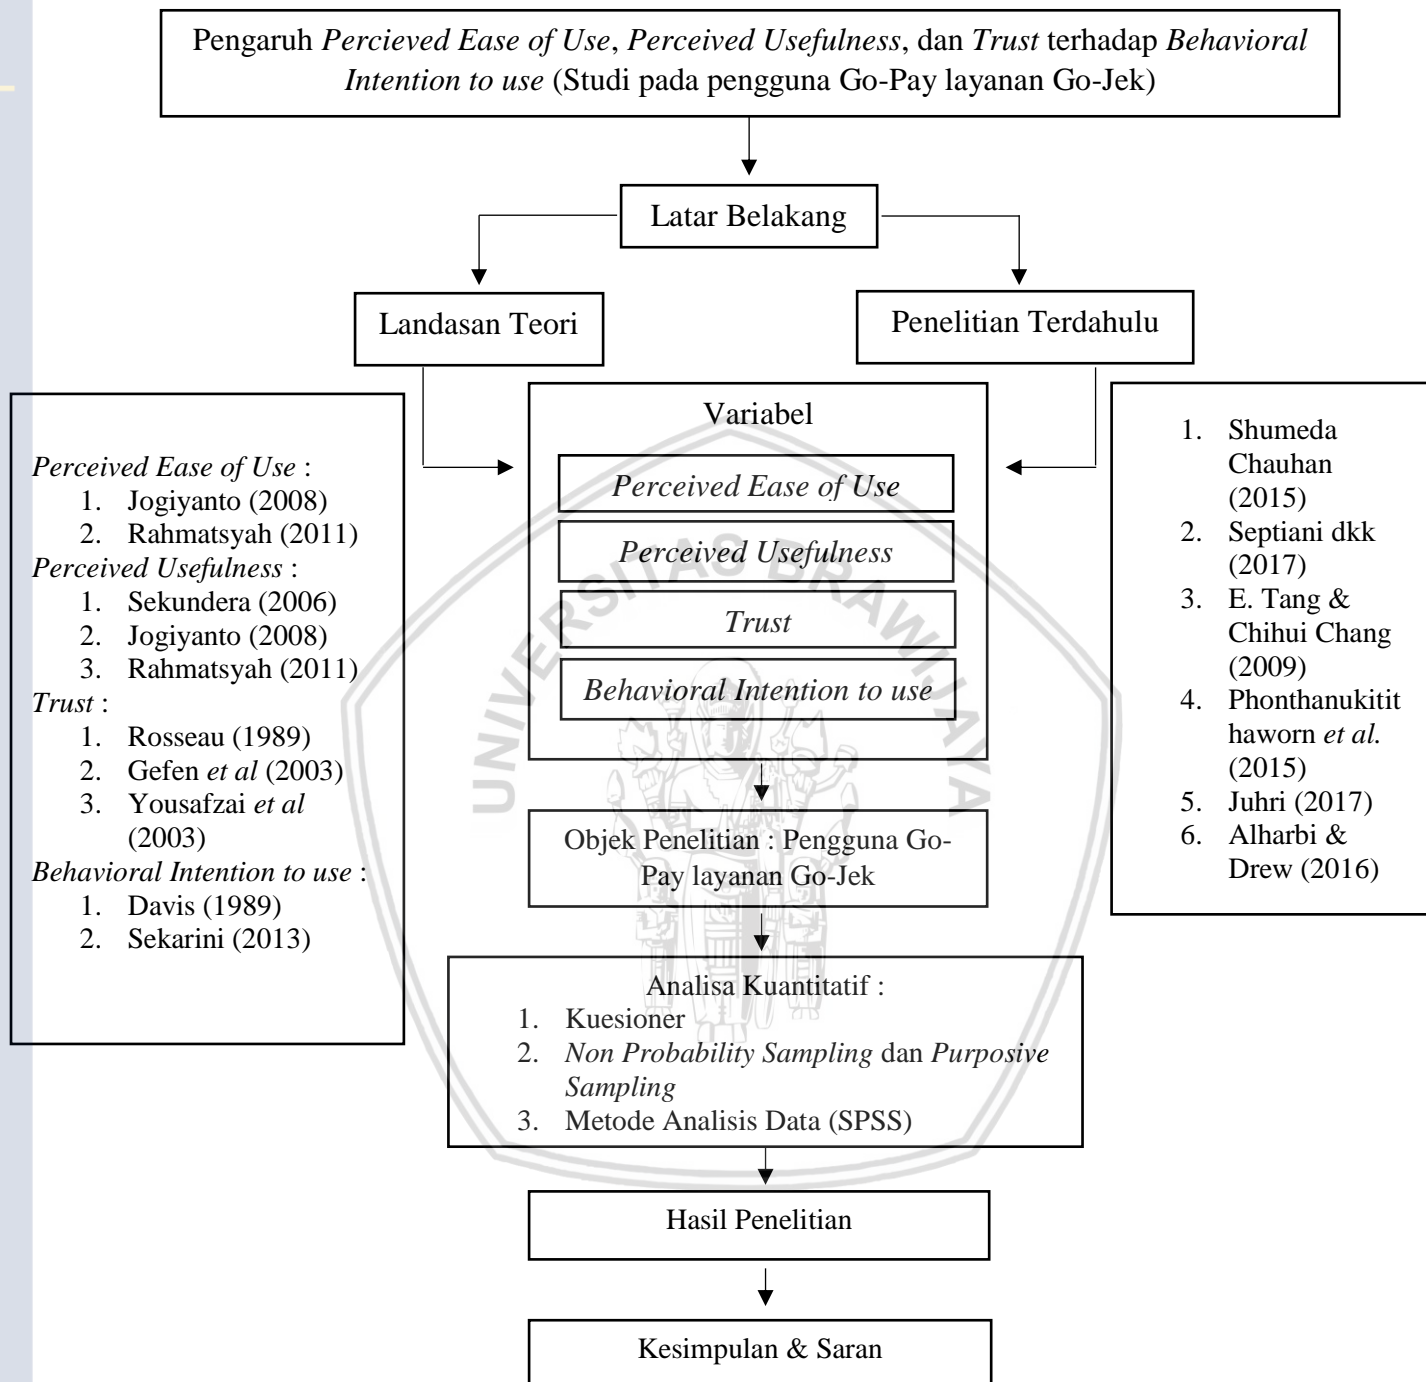 Pengaruh Percieved Ease of Use, Perceived Usefulness, dan Trust terhadap Behavioral
Intention to use (Studi pada pengguna Go-Pay layanan Go-Jek)
Latar Belakang
Landasan Teori
Penelitian Terdahulu
Perceived Ease of Use :
1. Jogiyanto (2008)
2. Rahmatsyah (2011)
Perceived Usefulness :
1. Sekundera (2006)
2. Jogiyanto (2008)
3. Rahmatsyah (2011)
Trust :
1. Rosseau (1989)
2. Gefen et al (2003)
3. Yousafzai et al
(2003)
Behavioral Intention to use :
1. Davis (1989)
2. Sekarini (2013)
Variabel
Perceived Ease of Use
Perceived Usefulness
Trust
Behavioral Intention to use
1. Shumeda
Chauhan
(2015)
2. Septiani dkk
(2017)
3. E. Tang &
Chihui Chang
(2009)
4. Phonthanukitit
haworn et al.
(2015)
5. Juhri (2017)
6. Alharbi &
Drew (2016)
Objek Penelitian : Pengguna Go-
Pay layanan Go-Jek
Analisa Kuantitatif :
1. Kuesioner
2. Non Probability Sampling dan Purposive
Sampling
3. Metode Analisis Data (SPSS)
Hasil Penelitian
Kesimpulan & Saran
UNIVERSITAS BRAWIJAYA